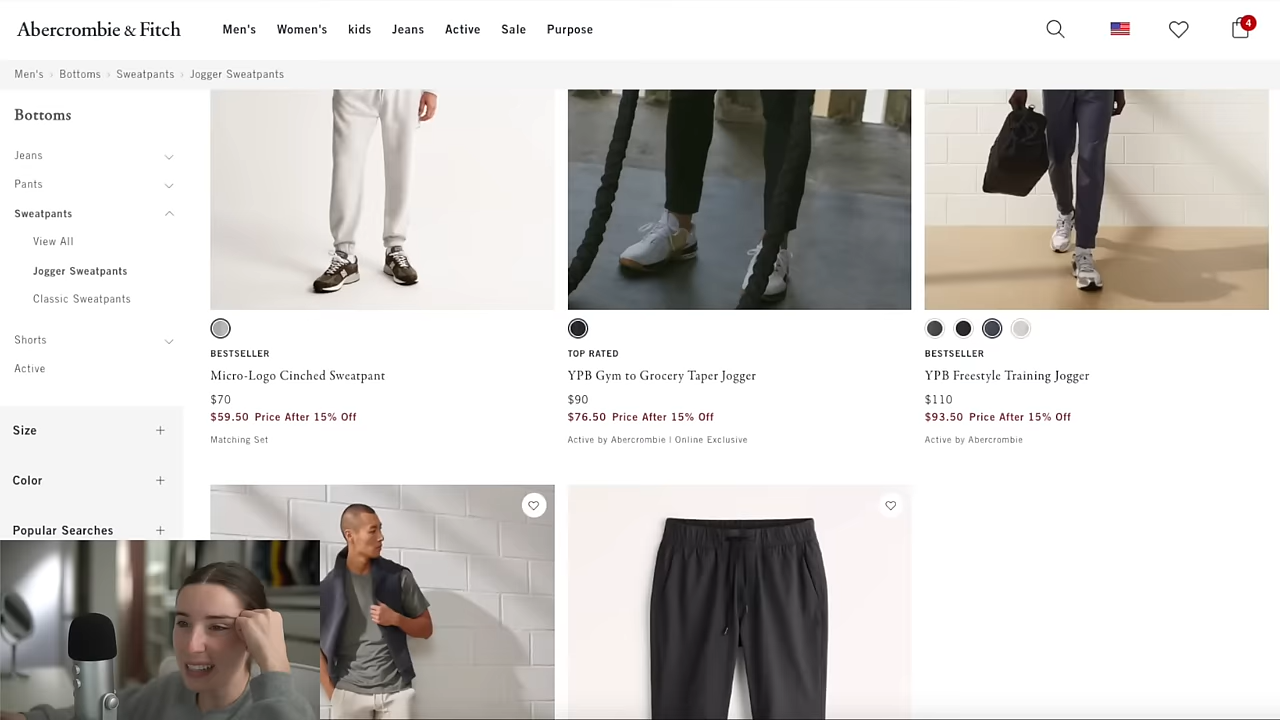 Abercrombie & Fitch Men's Women's kids Jeans Active Sale Purpose 4
Men's › Bottoms › Sweatpants › Jogger Sweatpants
Bottoms
Jeans
Pants
Sweatpants
View All
Jogger Sweatpants
Classic Sweatpants
Shorts
Active
Size +
Color +
Popular Searches +
BESTSELLER
Micro-Logo Cinched Sweatpant
$70
$59.50 Price After 15% Off
Matching Set
TOP RATED
YPB Gym to Grocery Taper Jogger
$90
$76.50 Price After 15% Off
Active by Abercrombie | Online Exclusive
BESTSELLER
YPB Freestyle Training Jogger
$110
$93.50 Price After 15% Off
Active by Abercrombie